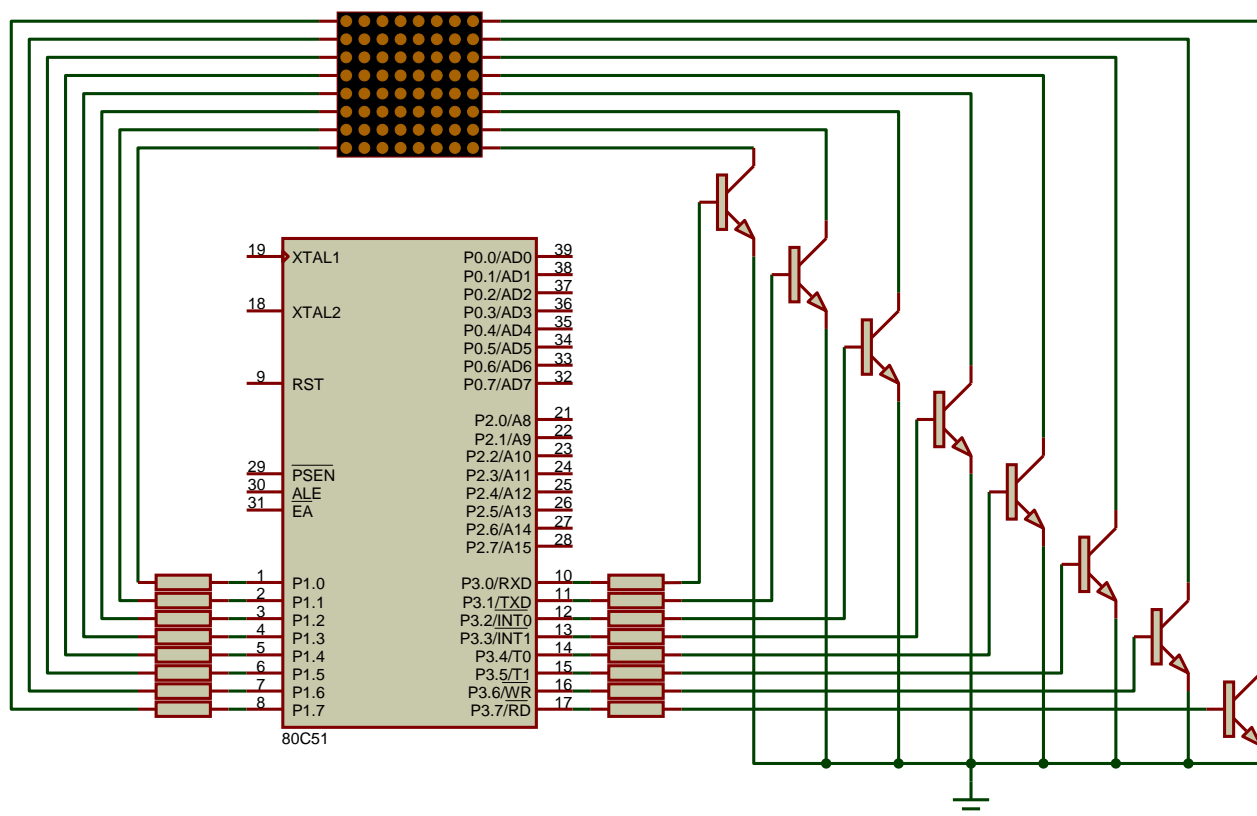 19 XTAL1
18 XTAL2
9 RST
29 PSEN
30 ALE
31 EA
1 P1.0
2 P1.1
3 P1.2
4 P1.3
5 P1.4
6 P1.5
7 P1.6
8 P1.7
P0.0/AD0 39
P0.1/AD1 38
P0.2/AD2 37
P0.3/AD3 36
P0.4/AD4 35
P0.5/AD5 34
P0.6/AD6 33
P0.7/AD7 32
P2.0/A8 21
P2.1/A9 22
P2.2/A10 23
P2.3/A11 24
P2.4/A12 25
P2.5/A13 26
P2.6/A14 27
P2.7/A15 28
P3.0/RXD 10
P3.1/TXD 11
P3.2/INT0 12
P3.3/INT1 13
P3.4/T0 14
P3.5/T1 15
P3.6/WR 16
P3.7/RD 17
80C51